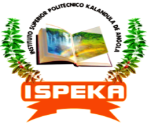 INSTITUTO SUPERIOR POLITECNICO KALANDULA DE ANGOLA
ISPEKA